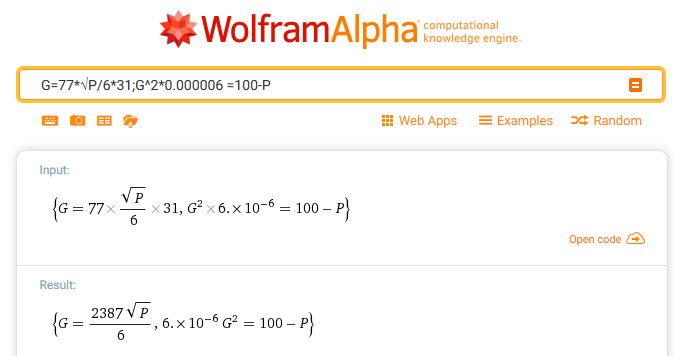 WolframAlpha computational knowledge engine.
G=77*√P/6*31;G^2*0.000006 =100-P
Web Apps Examples Random
Input:
{G = 77 × √P/6 × 31, G² × 6. × 10⁻⁶ = 100 − P}
Open code
Result:
{G = 2387 √P/6, 6. × 10⁻⁶ G² = 100 − P}